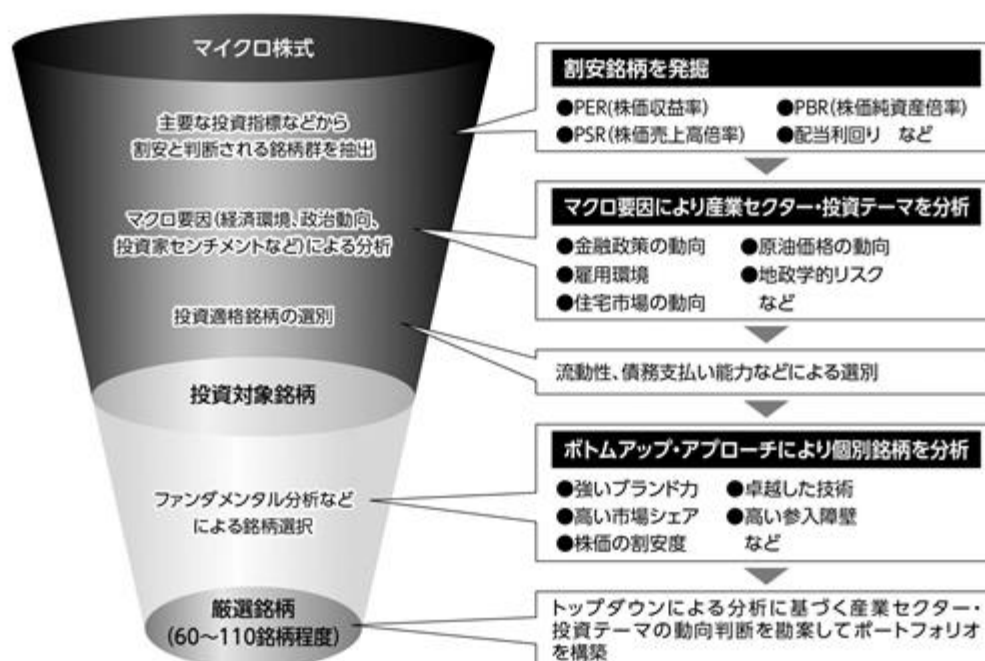 マイクロ株式
主要な投資指標などから
割安と判断される銘柄群を抽出
マクロ要因(経済環境、政治動向、
投資家センチメントなど)による分析
投資適格銘柄の選別
投資対象銘柄
ファンダメンタル分析など
による銘柄選択
厳選銘柄
(60〜110銘柄程度)
割安銘柄を発掘
●PER(株価収益率) ●PBR(株価純資産倍率)
●PSR(株価売上高倍率) ●配当利回り など
マクロ要因により産業セクター・投資テーマを分析
●金融政策の動向 ●原油価格の動向
●雇用環境 ●地政学的リスク
●住宅市場の動向 など
流動性、債務支払い能力などによる選別
ボトムアップ・アプローチにより個別銘柄を分析
●強いブランド力 ●卓越した技術
●高い市場シェア ●高い参入障壁
●株価の割安度 など
トップダウンによる分析に基づく産業セクター・
投資テーマの動向判断を勘案してポートフォリオ
を構築